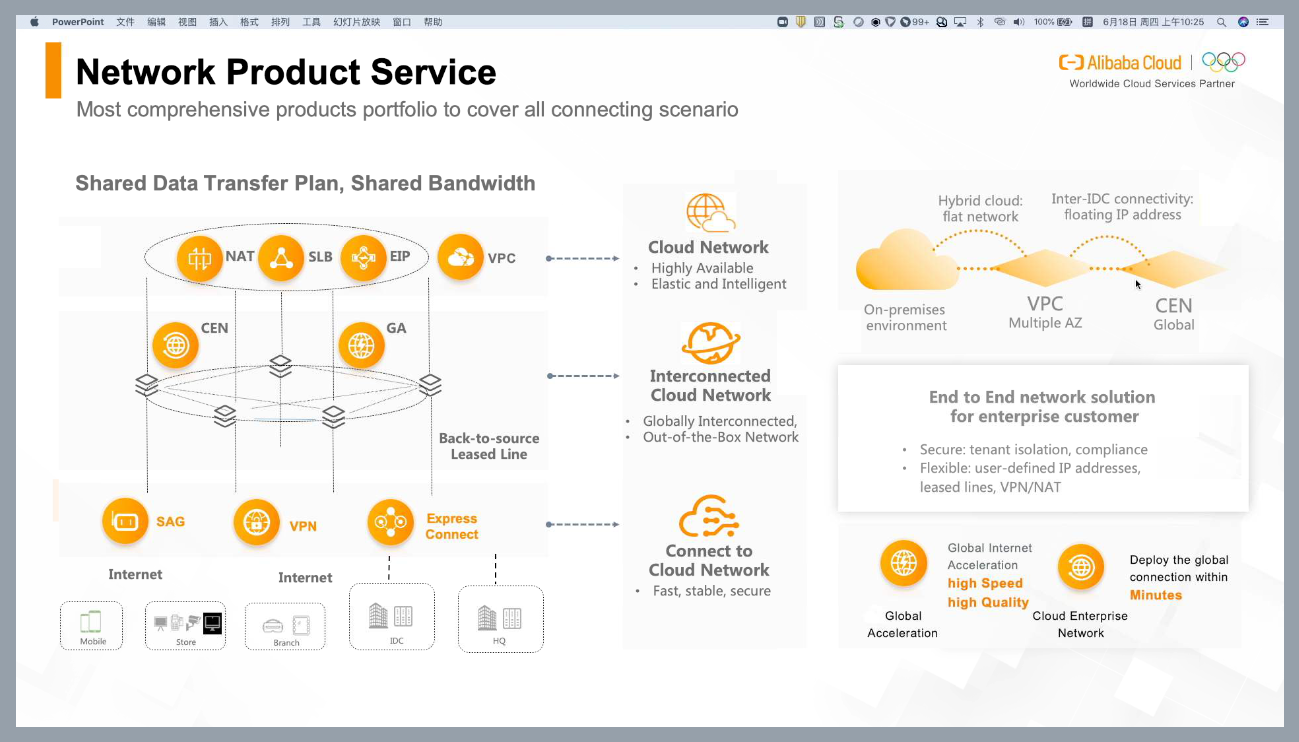 PowerPoint 文件 编辑 视图 插入 格式 排列 工具 幻灯片放映 窗口 帮助 99+ 100% 6月18日 周四 上午10:25
Network Product Service
Most comprehensive products portfolio to cover all connecting scenario
Alibaba Cloud
Worldwide Cloud Services Partner
Shared Data Transfer Plan, Shared Bandwidth
NAT SLB EIP VPC
CEN GA
Back-to-source
Leased Line
SAG VPN
Express
Connect
Internet Internet
Mobile Store Branch IDC HQ
Cloud Network
• Highly Available
• Elastic and Intelligent
Interconnected
Cloud Network
• Globally Interconnected,
• Out-of-the-Box Network
Connect to
Cloud Network
• Fast, stable, secure
Hybrid cloud:
flat network
Inter-IDC connectivity:
floating IP address
On-premises
environment
VPC
Multiple AZ
CEN
Global
End to End network solution
for enterprise customer
• Secure: tenant isolation, compliance
• Flexible: user-defined IP addresses,
leased lines, VPN/NAT
Global Internet
Acceleration
high Speed
high Quality
Global
Acceleration
Deploy the global
connection within
Minutes
Cloud Enterprise
Network